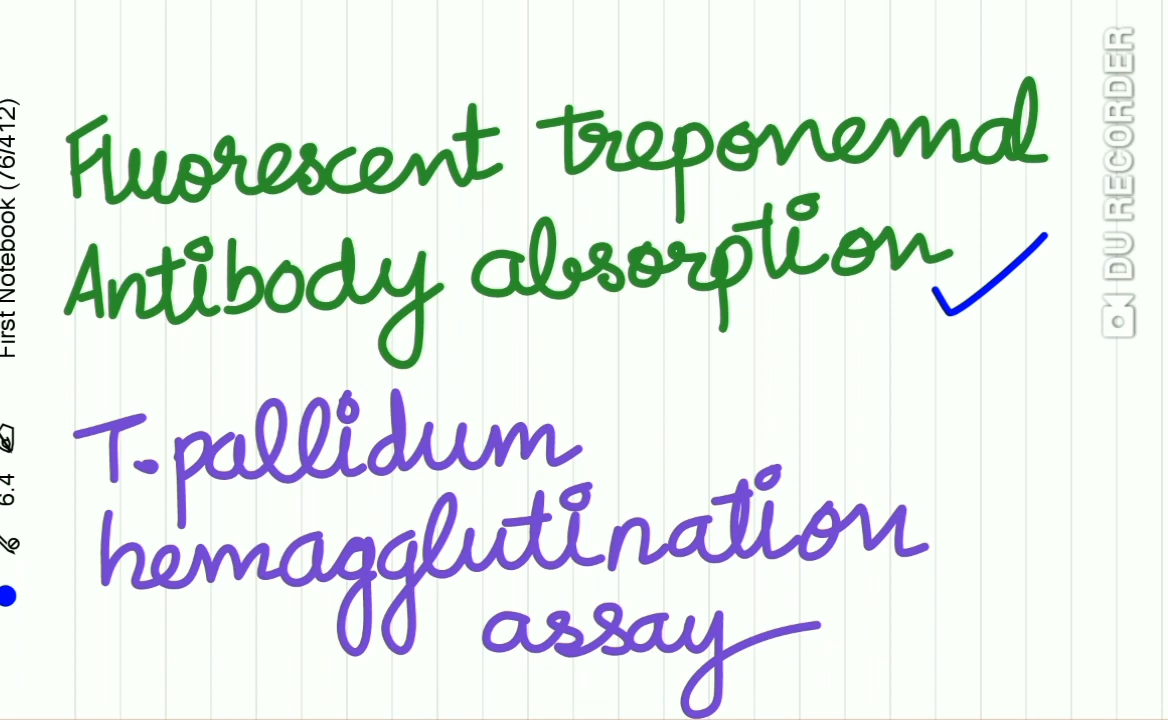 Fluorescent treponemal
Antibody absorption
T. pallidum
hemagglutination
assay
First Notebook (76/412)
6.4
DU RECORDER